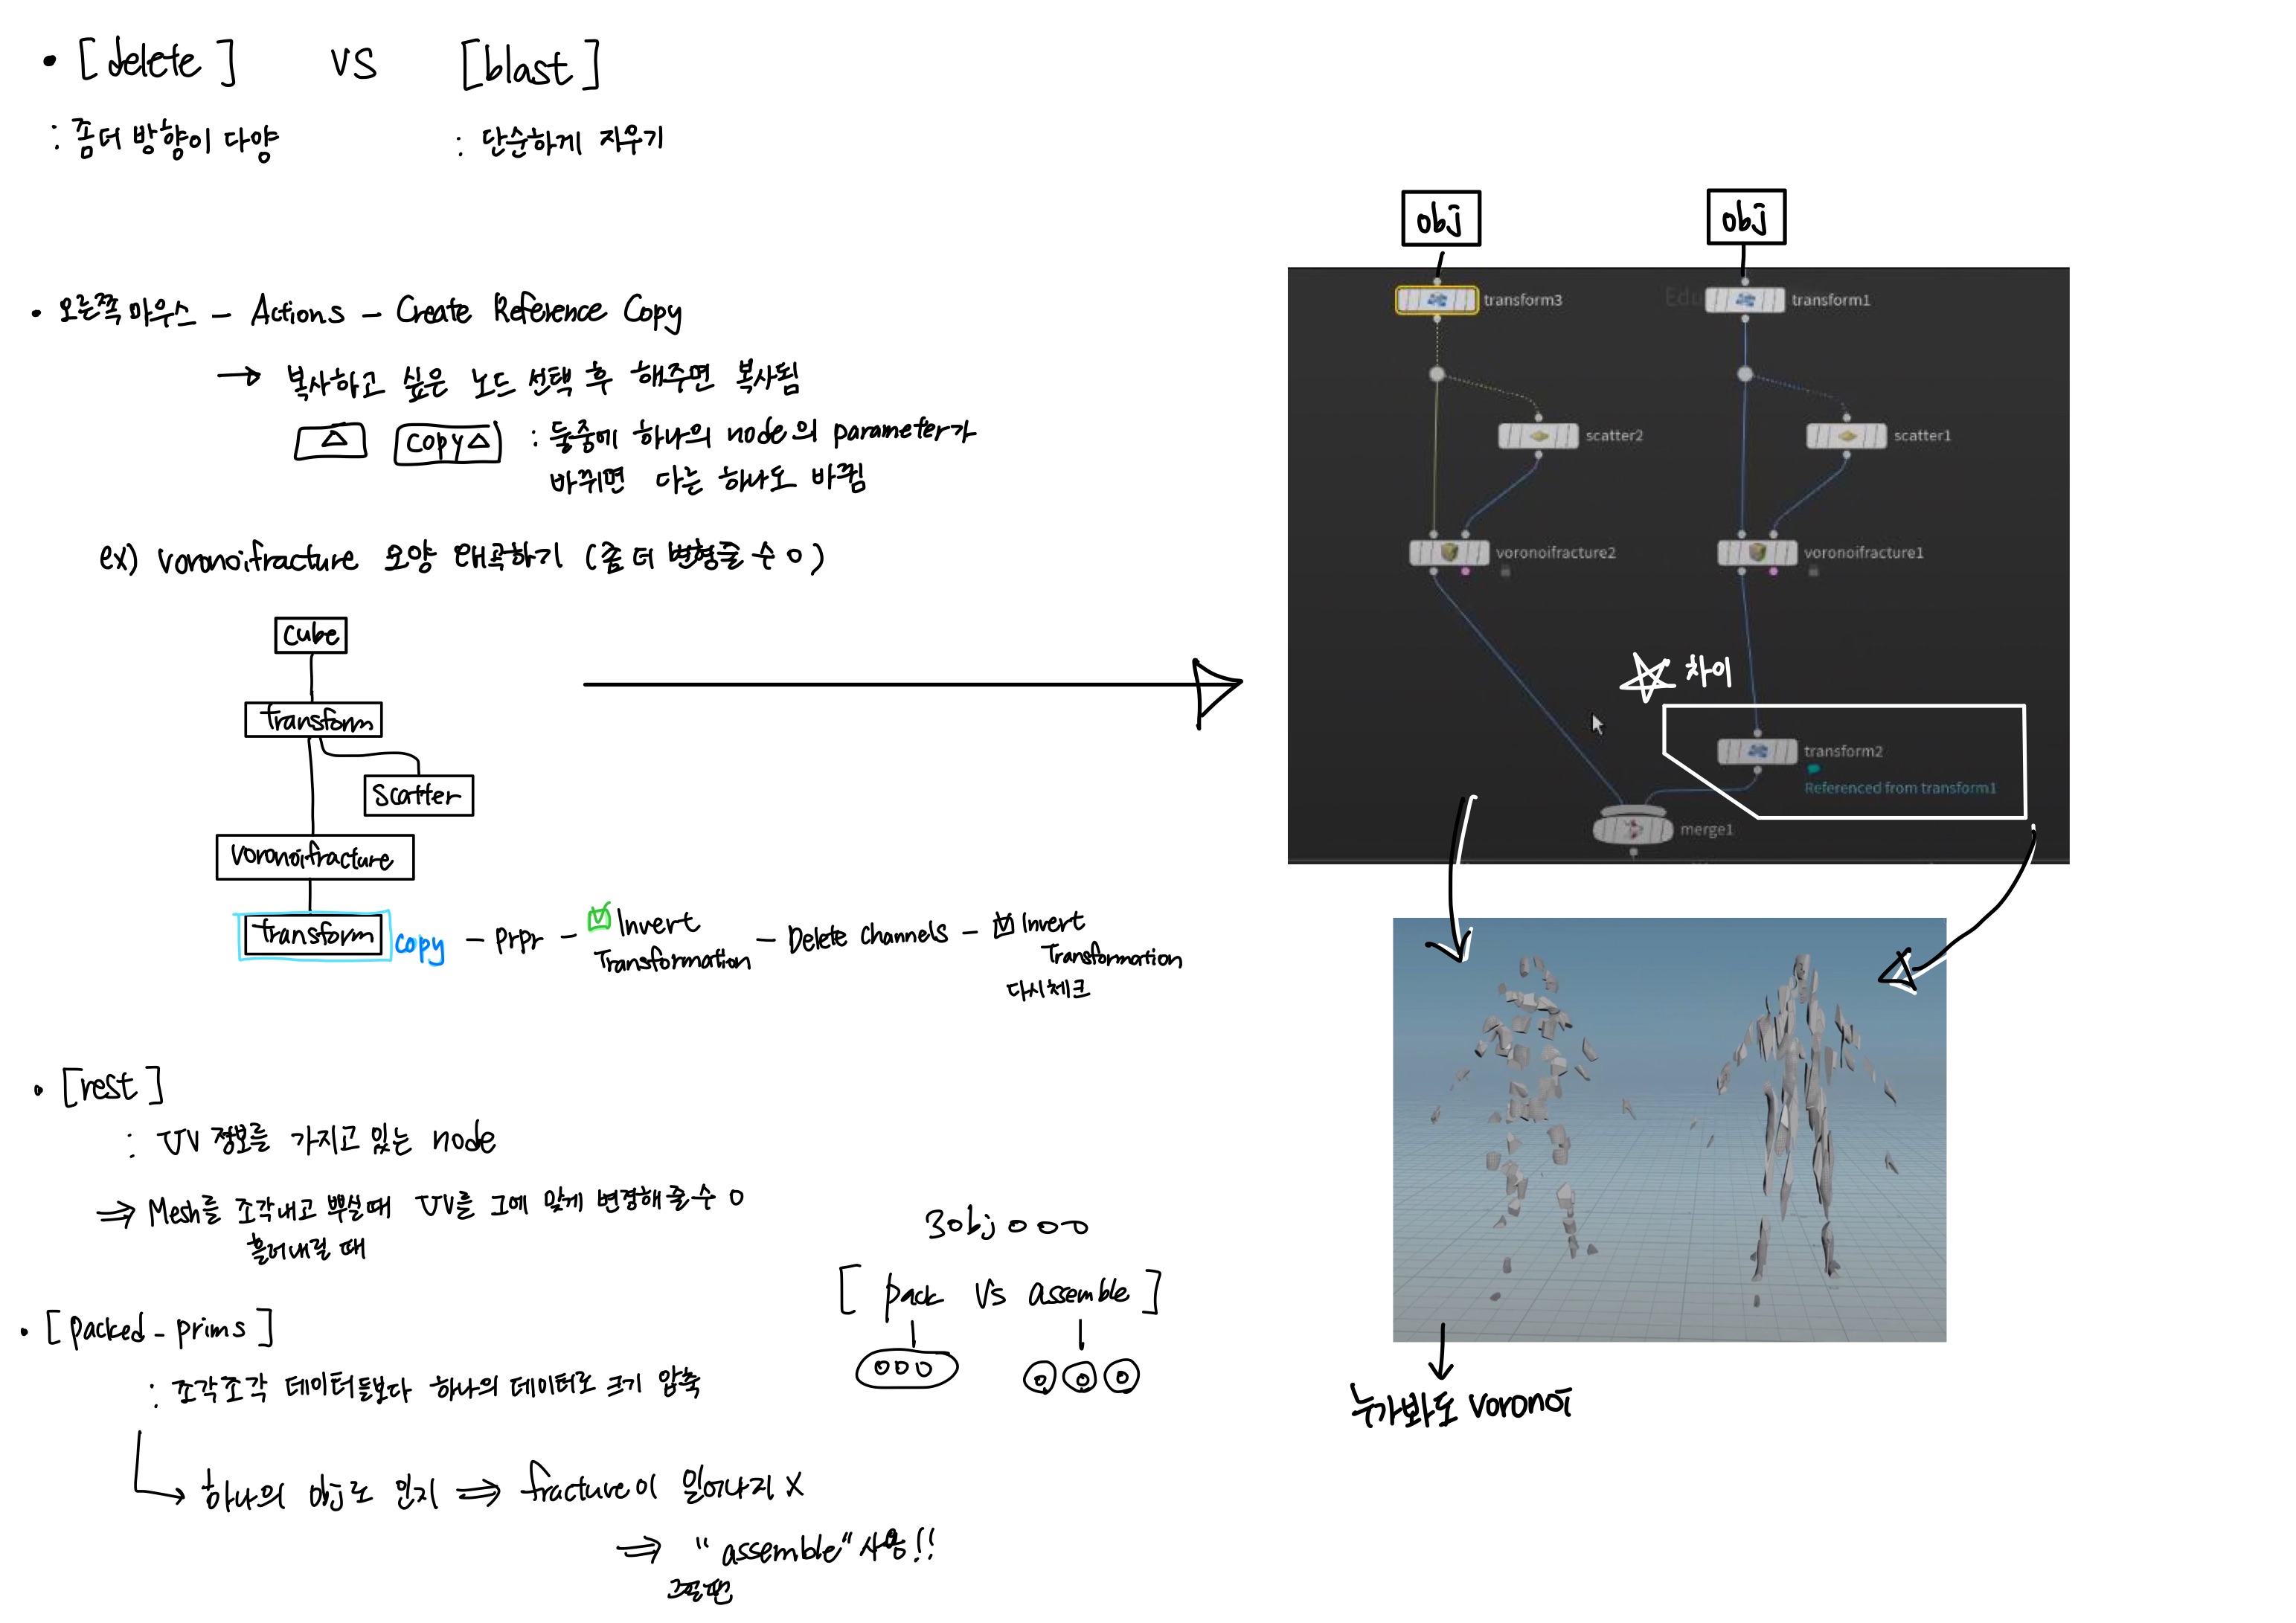 • [delete] vs [blast]
: 좀더 방향이 다양
: 단순하게 지우기
• 오른쪽마우스 – Actions – Create Reference Copy
→ 복사하고 싶은 노드 선택 후 해주면 복사됨
△ copy△ : 둘중에 하나의 node의 parameter가
바뀌면 다른 하나도 바뀜
ex) voronoifracture 모양 왜곡하기 (좀 더 변형줄 수 o)
cube
transform
scatter
voronoifracture
transform copy – prpr – ☑ Invert Transformation – Delete Channels – ☑ Invert Transformation
다시체크
• [rest]
: UV 정보를 가지고 있는 node
⇒ Mesh를 조각내고 뿌실때 UV를 그에 맞게 변경해줄수 o
흘러내릴 때
• [packed_prims]
: 조각조각 데이터들보다 하나의 데이터로 크기 압축
→ 하나의 obj로 인지 ⇒ fracture이 일어나지 x
⇒ "assemble"사용!!
그럴땐
3obj o o o
[ pack vs assemble ]
obj obj
transform3
Edu
transform1
scatter2
scatter1
voronoifracture2
voronoifracture1
☆ 차이
transform2
Referenced from transform1
merge1
누가봐도 voronoi